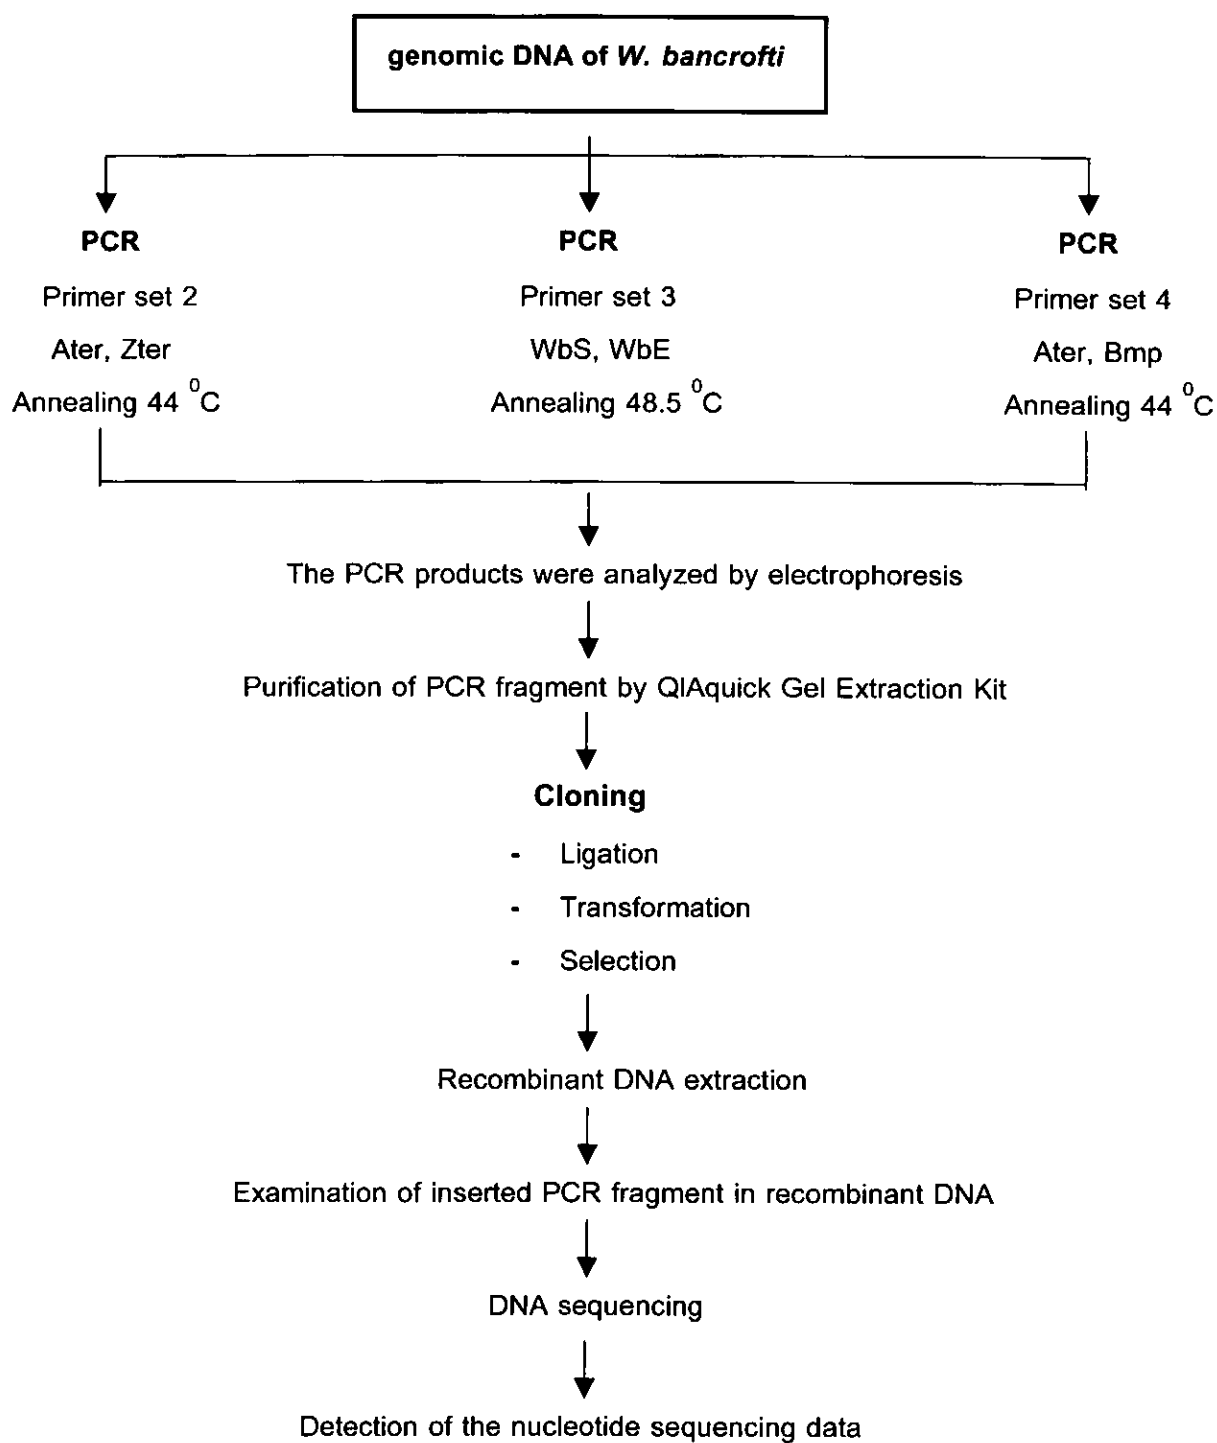 genomic DNA of W. bancrofti
PCR
Primer set 2
Ater, Zter
Annealing 44 ⁰C
PCR
Primer set 3
WbS, WbE
Annealing 48.5 ⁰C
PCR
Primer set 4
Ater, Bmp
Annealing 44 ⁰C
The PCR products were analyzed by electrophoresis
Purification of PCR fragment by QIAquick Gel Extraction Kit
Cloning
- Ligation
- Transformation
- Selection
Recombinant DNA extraction
Examination of inserted PCR fragment in recombinant DNA
DNA sequencing
Detection of the nucleotide sequencing data